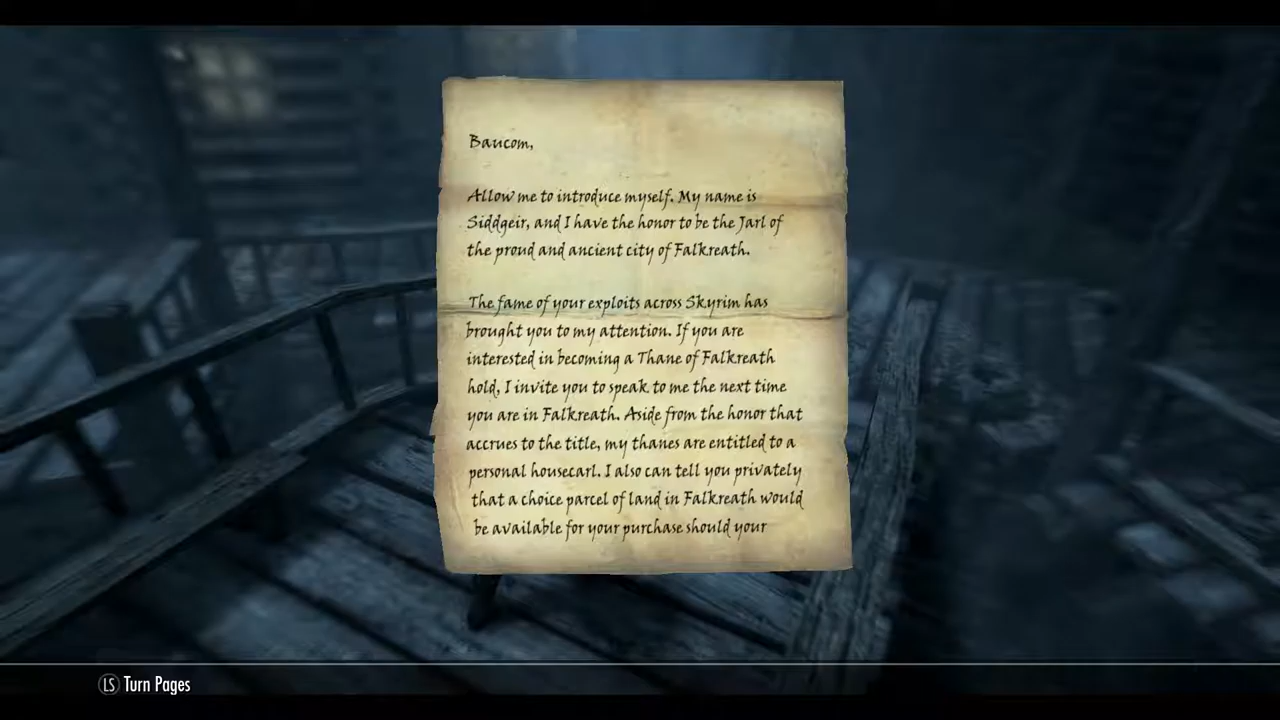 Baucom,
Allow me to introduce myself. My name is
Siddgeir, and I have the honor to be the Jarl of
the proud and ancient city of Falkreath.
The fame of your exploits across Skyrim has
brought you to my attention. If you are
interested in becoming a Thane of Falkreath
hold, I invite you to speak to me the next time
you are in Falkreath. Aside from the honor that
accrues to the title, my thanes are entitled to a
personal housecarl. I also can tell you privately
that a choice parcel of land in Falkreath would
be available for your purchase should your
LS Turn Pages